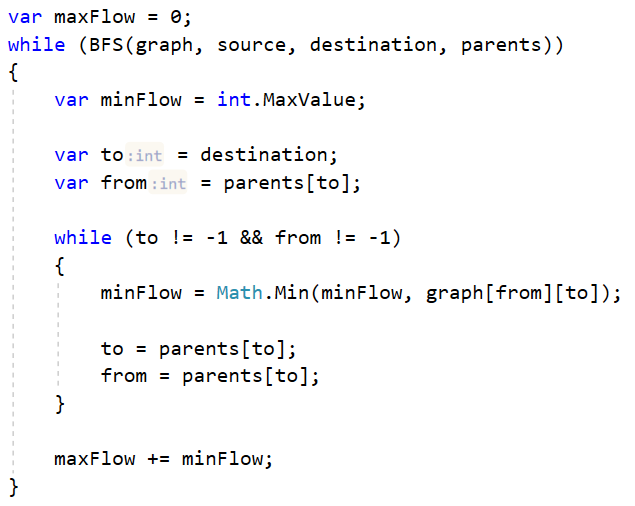 var maxFlow = 0;
while (BFS(graph, source, destination, parents))
{
    var minFlow = int.MaxValue;

    var to:int = destination;
    var from:int = parents[to];

    while (to != -1 && from != -1)
    {
        minFlow = Math.Min(minFlow, graph[from][to]);

        to = parents[to];
        from = parents[to];
    }

    maxFlow += minFlow;
}